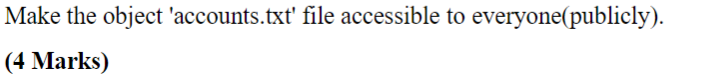 Make the object 'accounts.txt' file accessible to everyone(publicly).
(4 Marks)